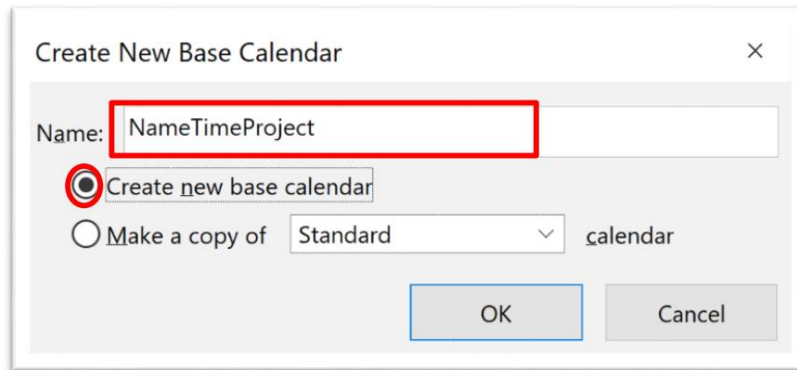 Create New Base Calendar
Name: NameTimeProject
Create new base calendar
Make a copy of Standard calendar
OK Cancel